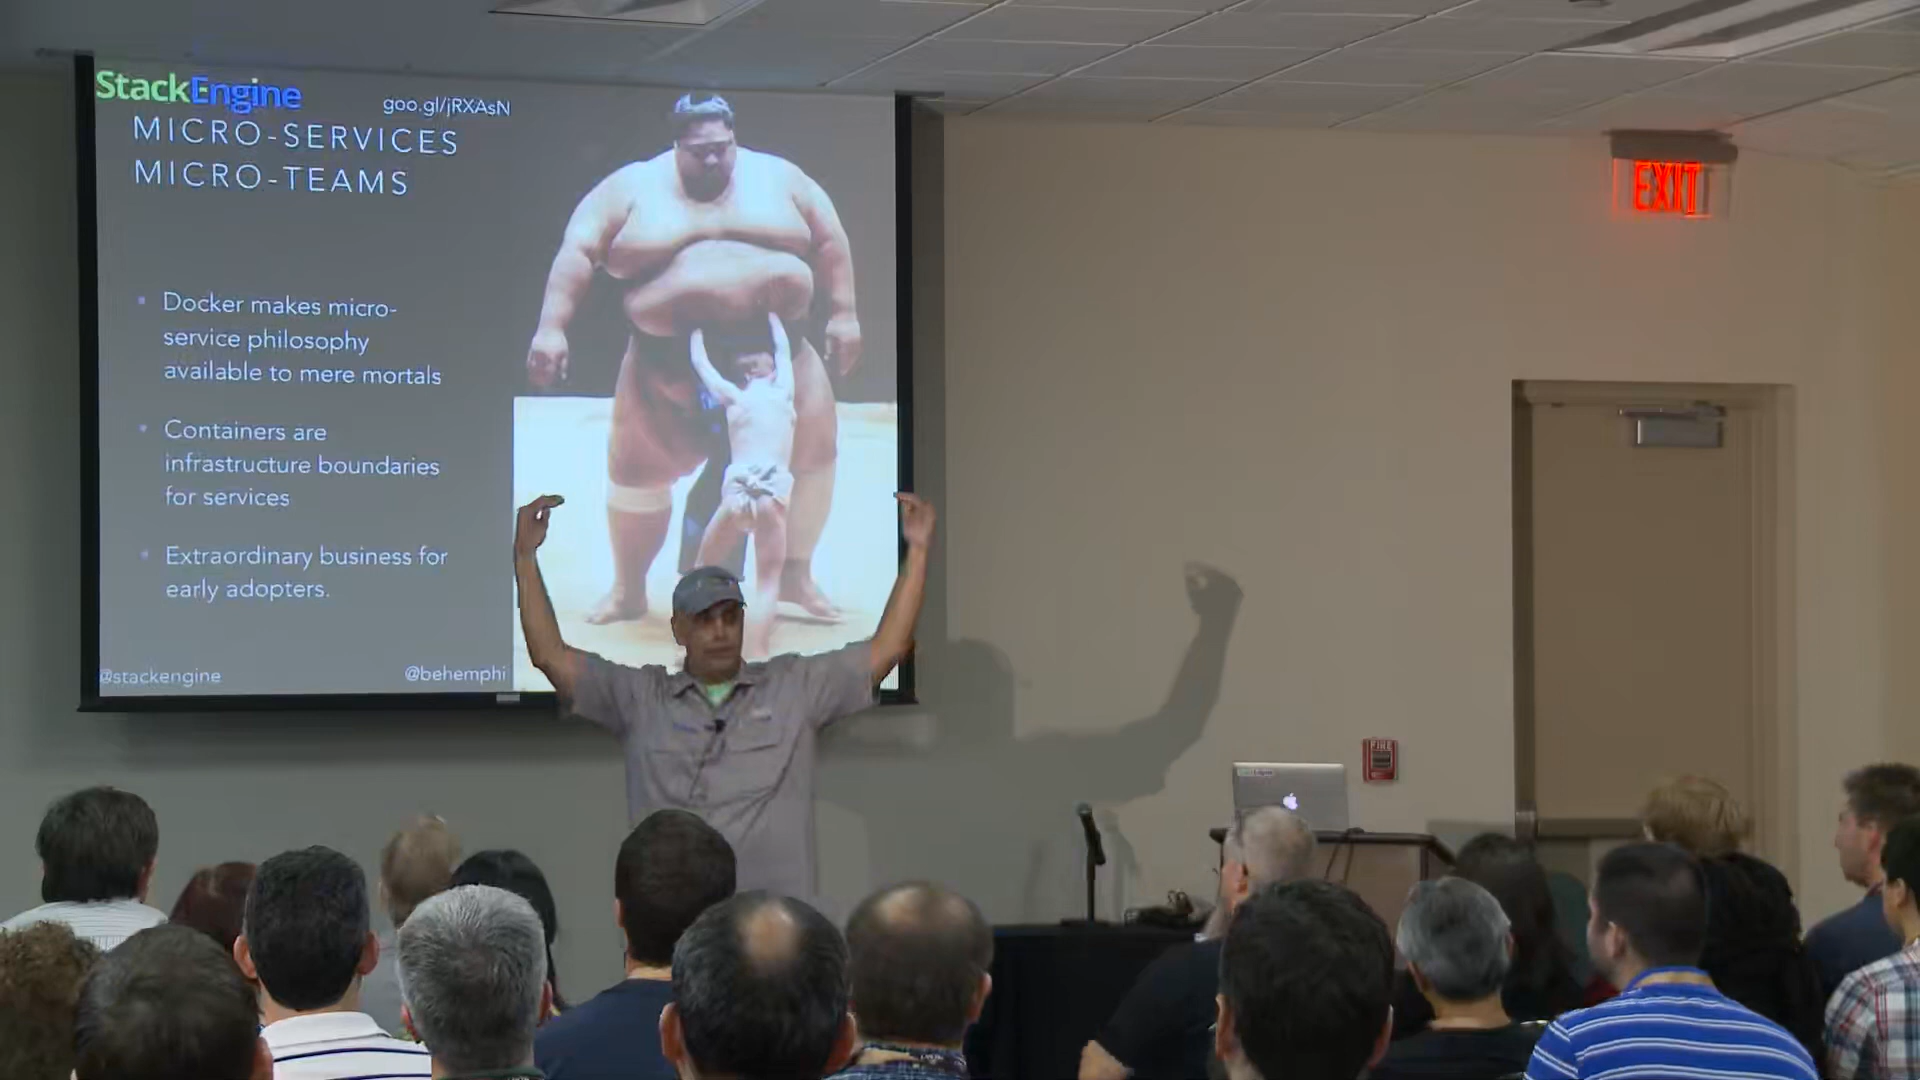 StackEngine
goo.gl/jRXAsN
MICRO-SERVICES
MICRO-TEAMS
Docker makes micro-
service philosophy
available to mere mortals
Containers are
infrastructure boundaries
for services
Extraordinary business for
early adopters.
@stackengine
@behemphi
EXIT
FIRE